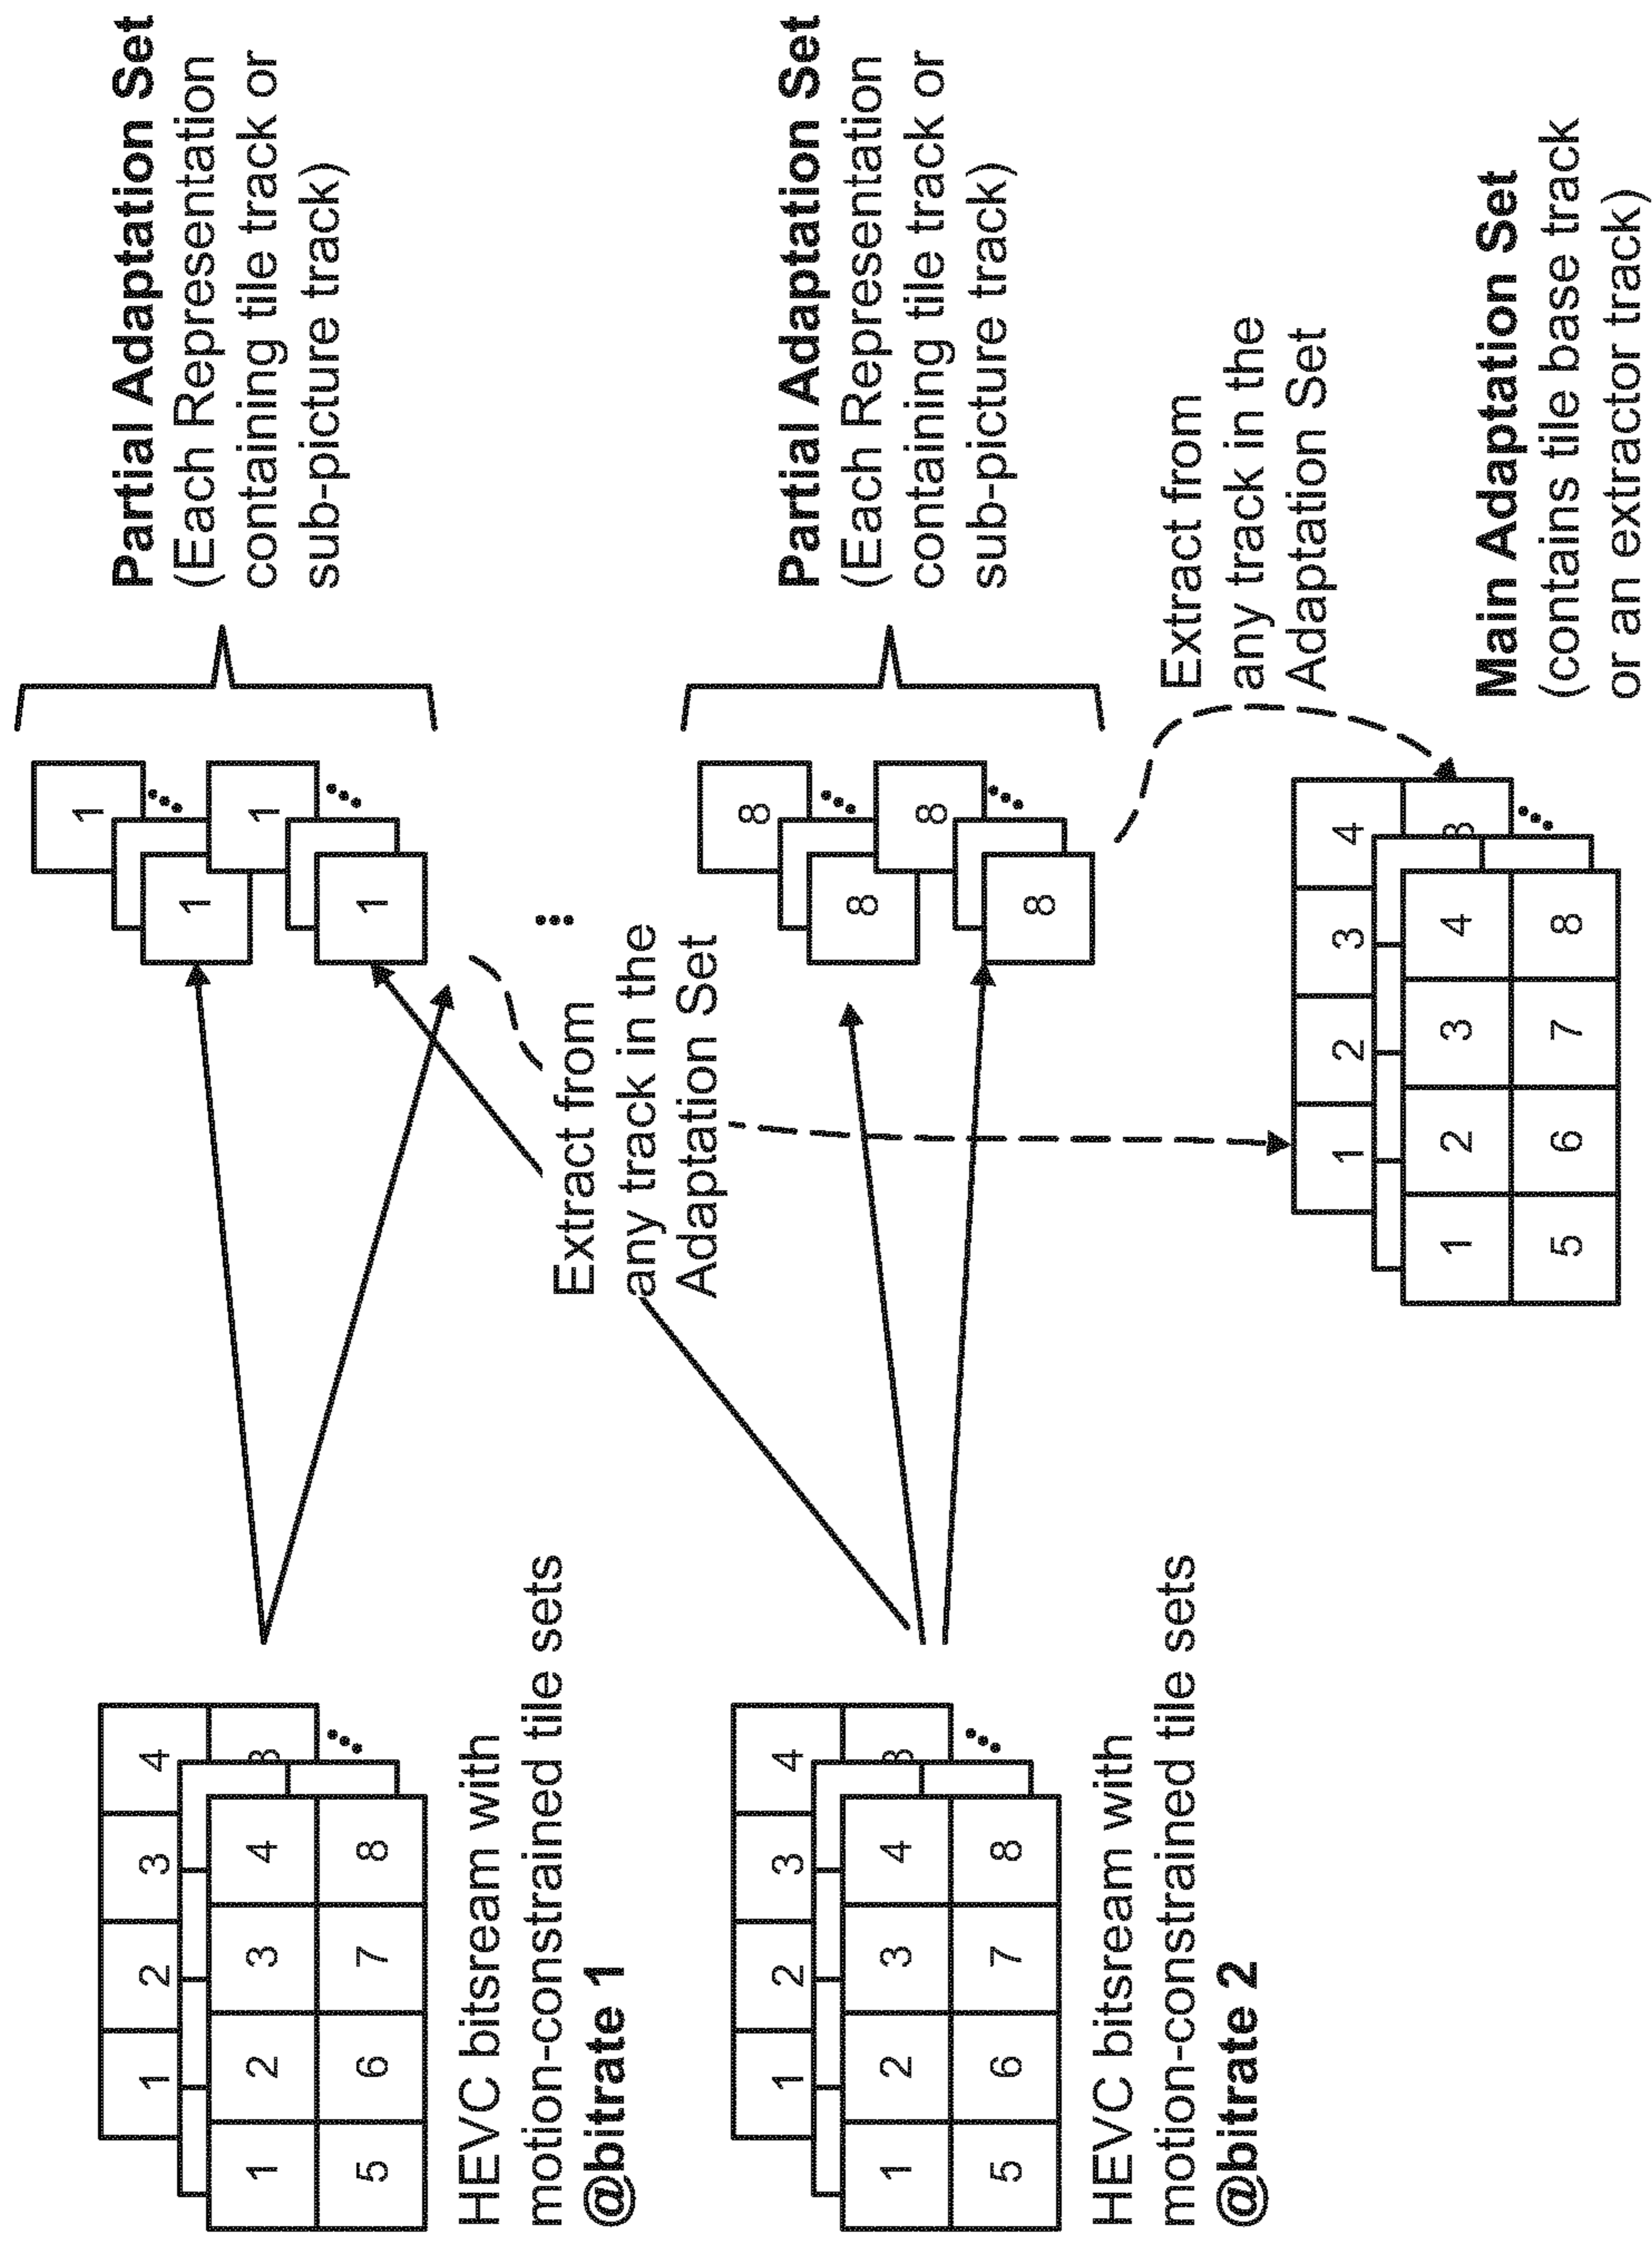 1 2 3 4
1 2 3 4
5 6 7 8
HEVC bitsream with
motion-constrained tile sets
@bitrate 1
1
1
1
1
Partial Adaptation Set
(Each Representation
containing tile track or
sub-picture track)
Extract from
any track in the
Adaptation Set
1 2 3 4
1 2 3 4
5 6 7 8
HEVC bitsream with
motion-constrained tile sets
@bitrate 2
8
8
8
8
Partial Adaptation Set
(Each Representation
containing tile track or
sub-picture track)
Extract from
any track in the
Adaptation Set
1 2 3 4
1 2 3 4
5 6 7 8
Main Adaptation Set
(contains tile base track
or an extractor track)